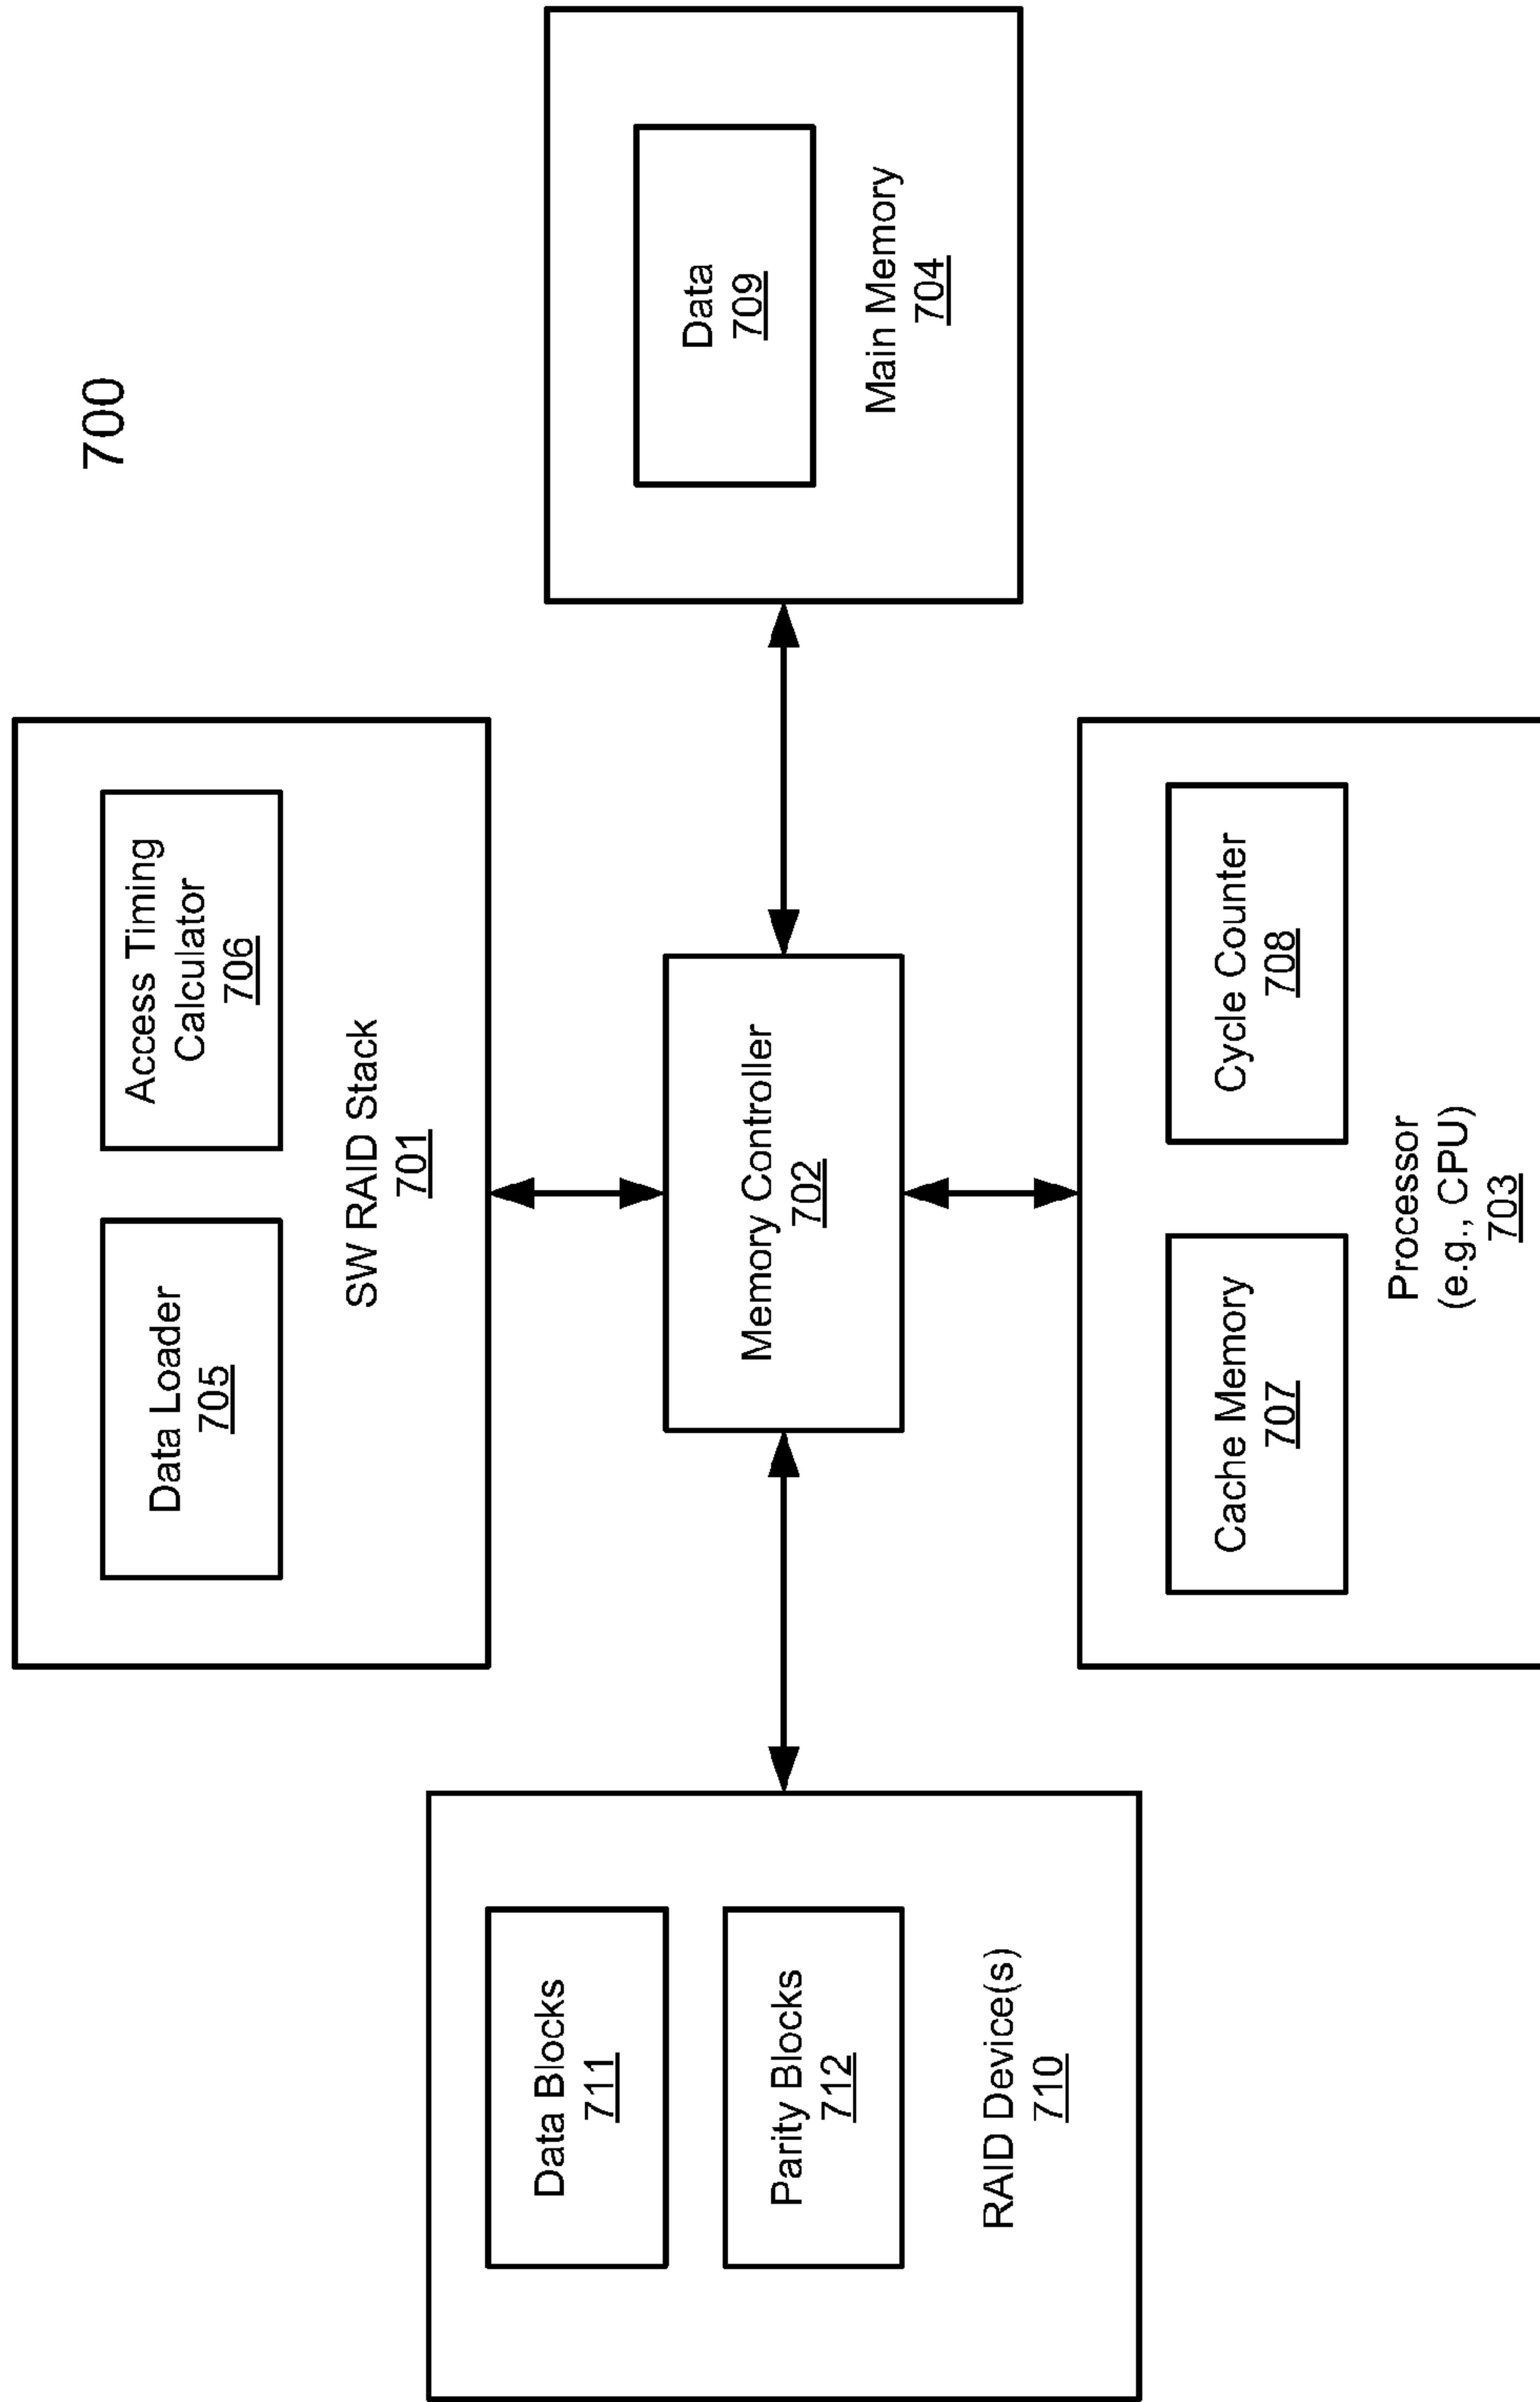 700
Data Loader
705
Access Timing
Calculator
706
SW RAID Stack
701
Data Blocks
711
Parity Blocks
712
RAID Device(s)
710
Memory Controller
702
Data
709
Main Memory
704
Cache Memory
707
Cycle Counter
708
Processor
(e.g., CPU)
703